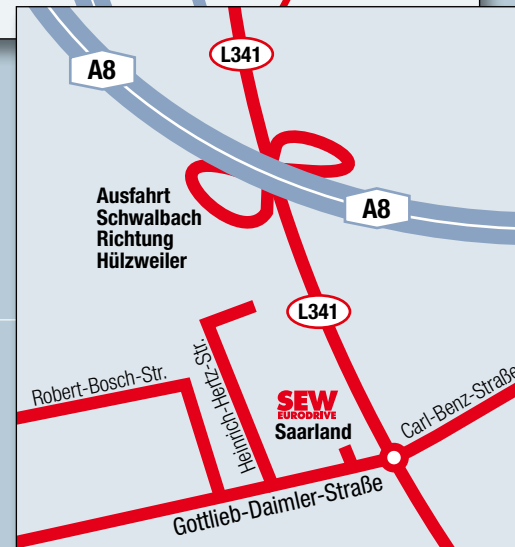 L341
A8
A8
Ausfahrt
Schwalbach
Richtung
Hülzweiler
L341
Robert-Bosch-Str.
Heinrich-Hertz-Str.
SEW
EURODRIVE
Saarland
Carl-Benz-Straße
Gottlieb-Daimler-Straße